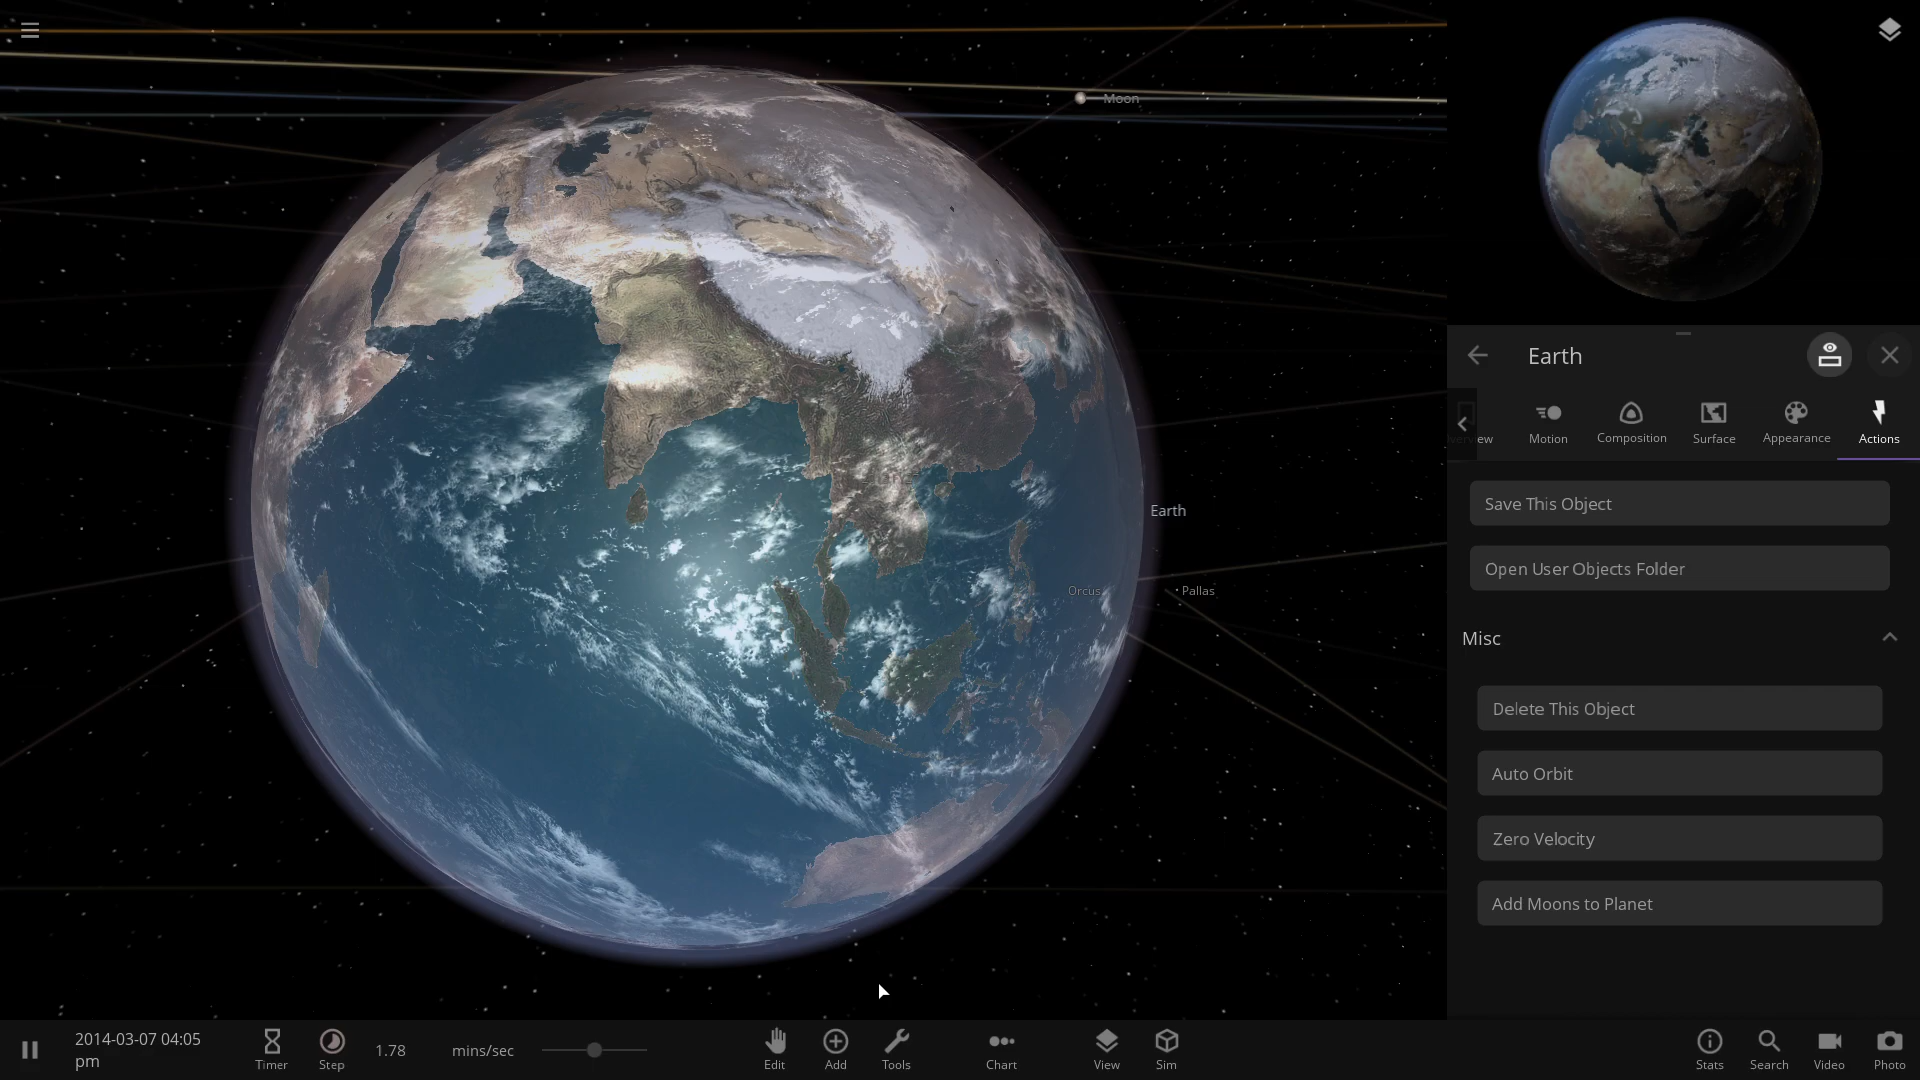 Moon
Earth
Orcus
Pallas
Earth
Motion
Composition
Surface
Appearance
Actions
Save This Object
Open User Objects Folder
Misc
Delete This Object
Auto Orbit
Zero Velocity
Add Moons to Planet
2014-03-07 04:05
pm
Timer
Step
1.78
mins/sec
Edit
Add
Tools
Chart
View
Sim
Stats
Search
Video
Photo